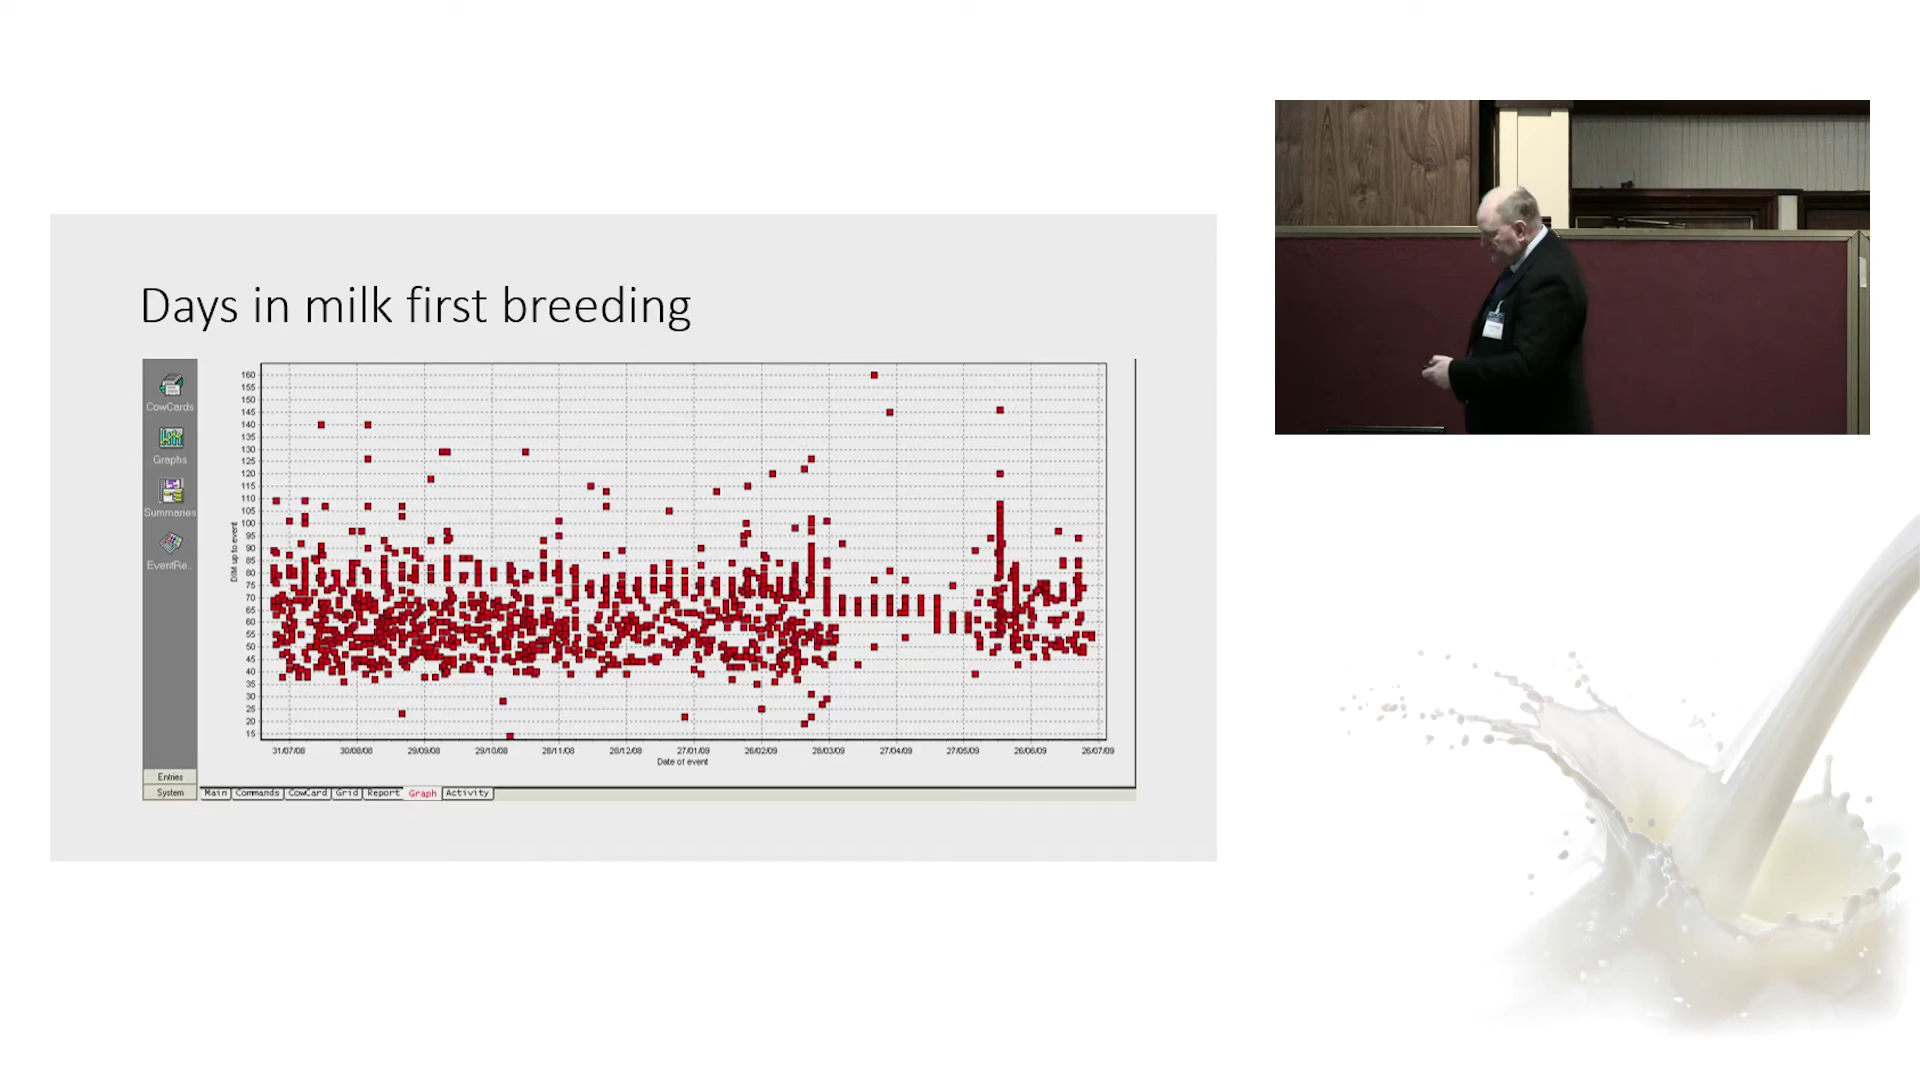 Days in milk first breeding
CowCards
Graphs
Summaries
EventRe..
Entries
System
DIM up to event
160
155
150
145
140
135
130
125
120
115
110
105
100
95
90
85
80
75
70
65
60
55
50
45
40
35
30
25
20
15
31/07/08 30/08/08 29/09/08 29/10/08 28/11/08 28/12/08 27/01/09 26/02/09 28/03/09 27/04/09 27/05/09 26/06/09 26/07/09
Date of event
Main Commands CowCard Grid Report Graph Activity